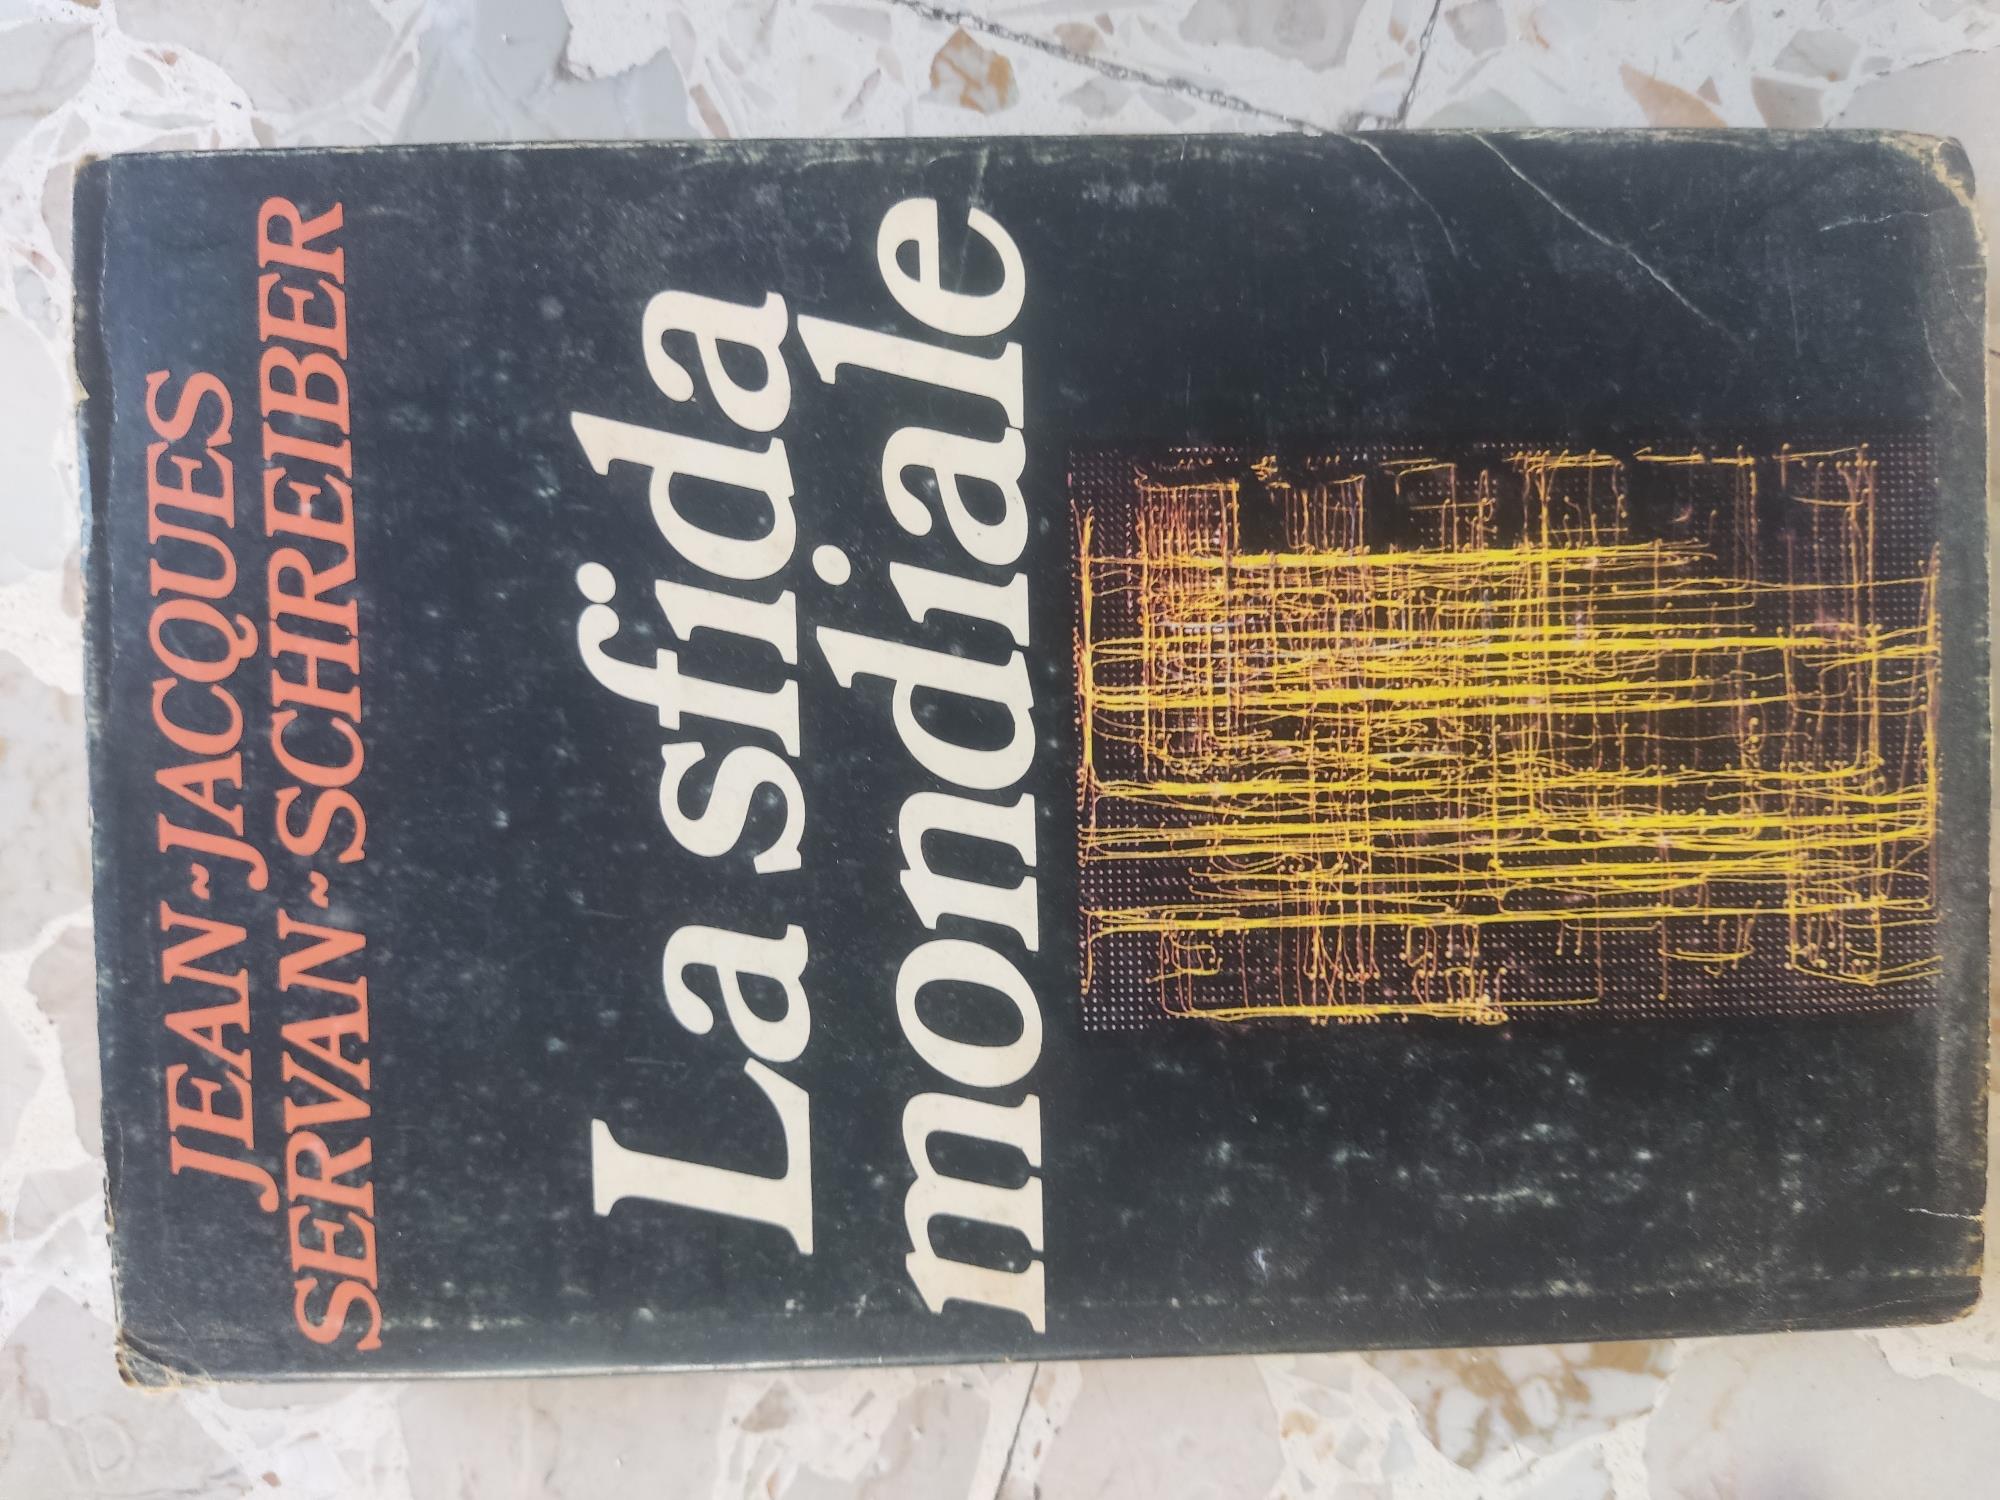 JEAN~JACQUES
SERVAN~SCHREIBER
La sfida
mondiale